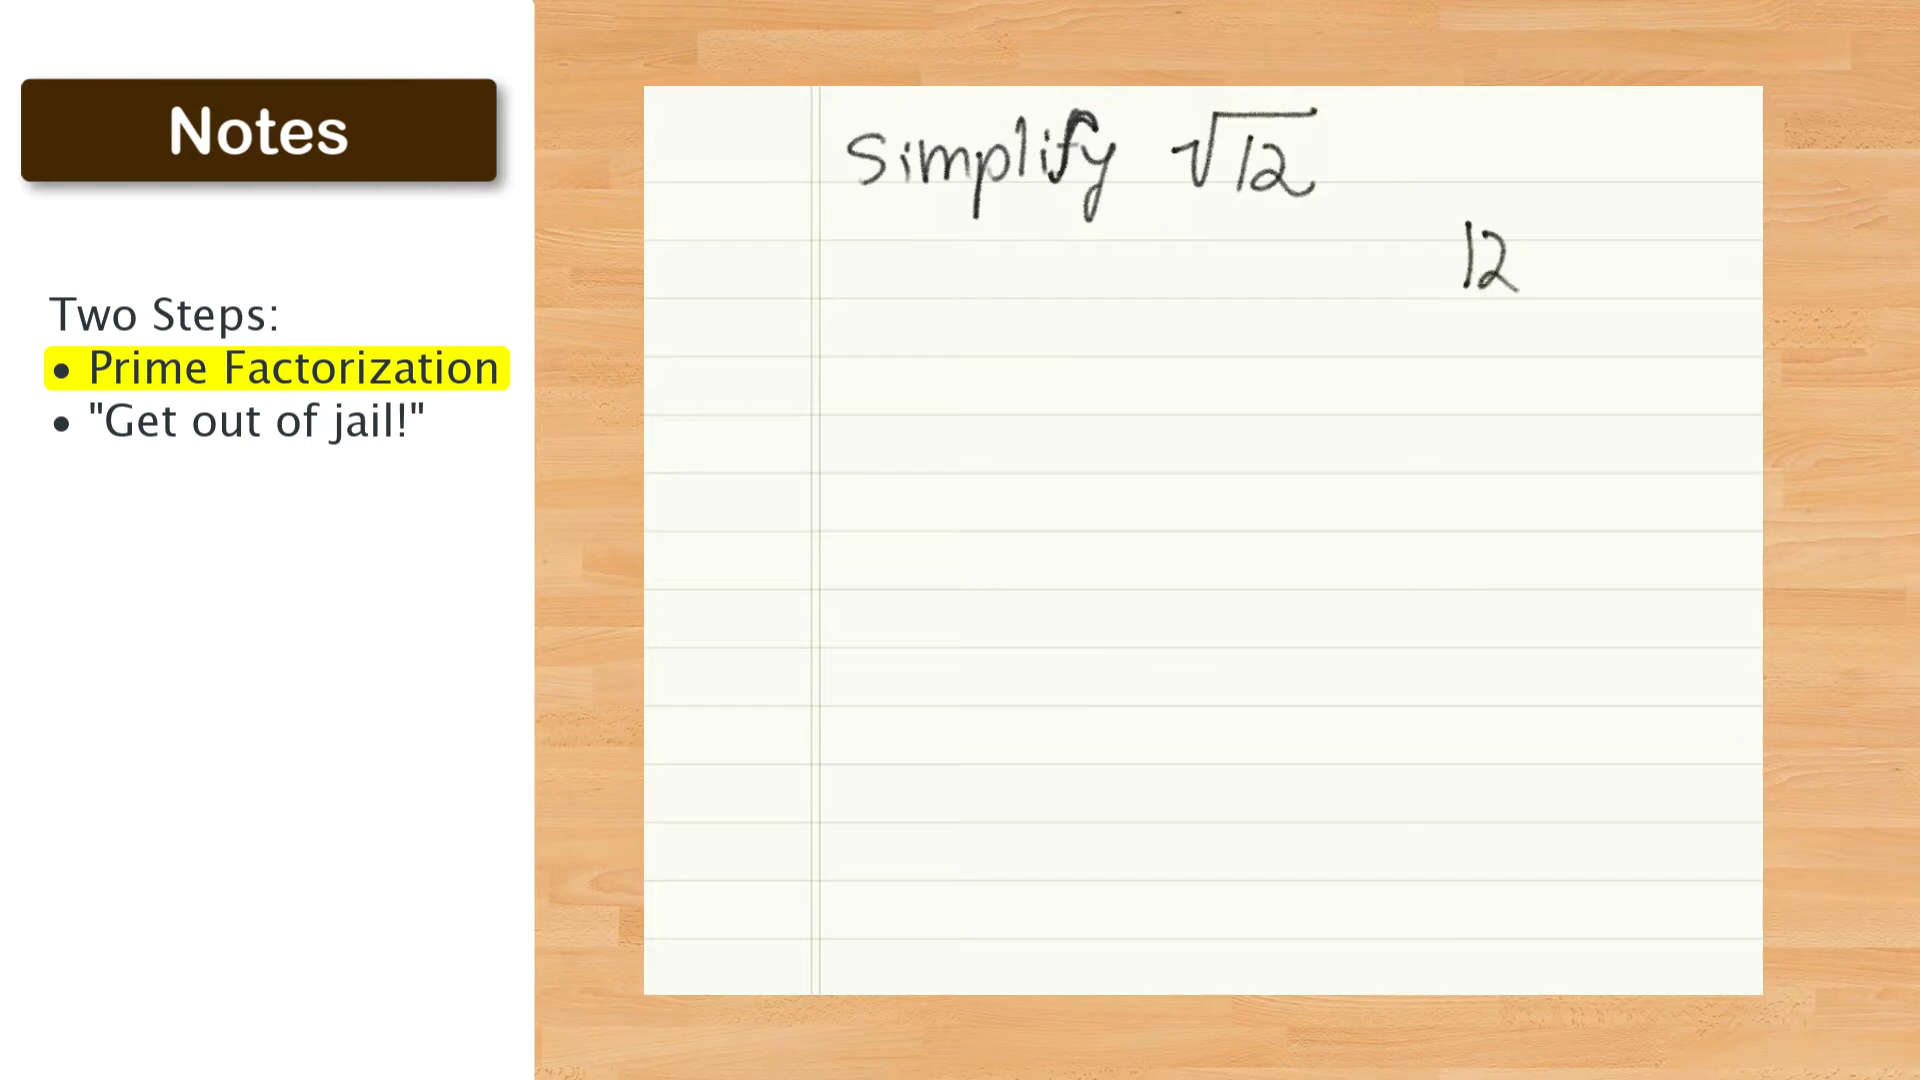 Notes
Two Steps:
• Prime Factorization
• "Get out of jail!"
Simplify √12
12